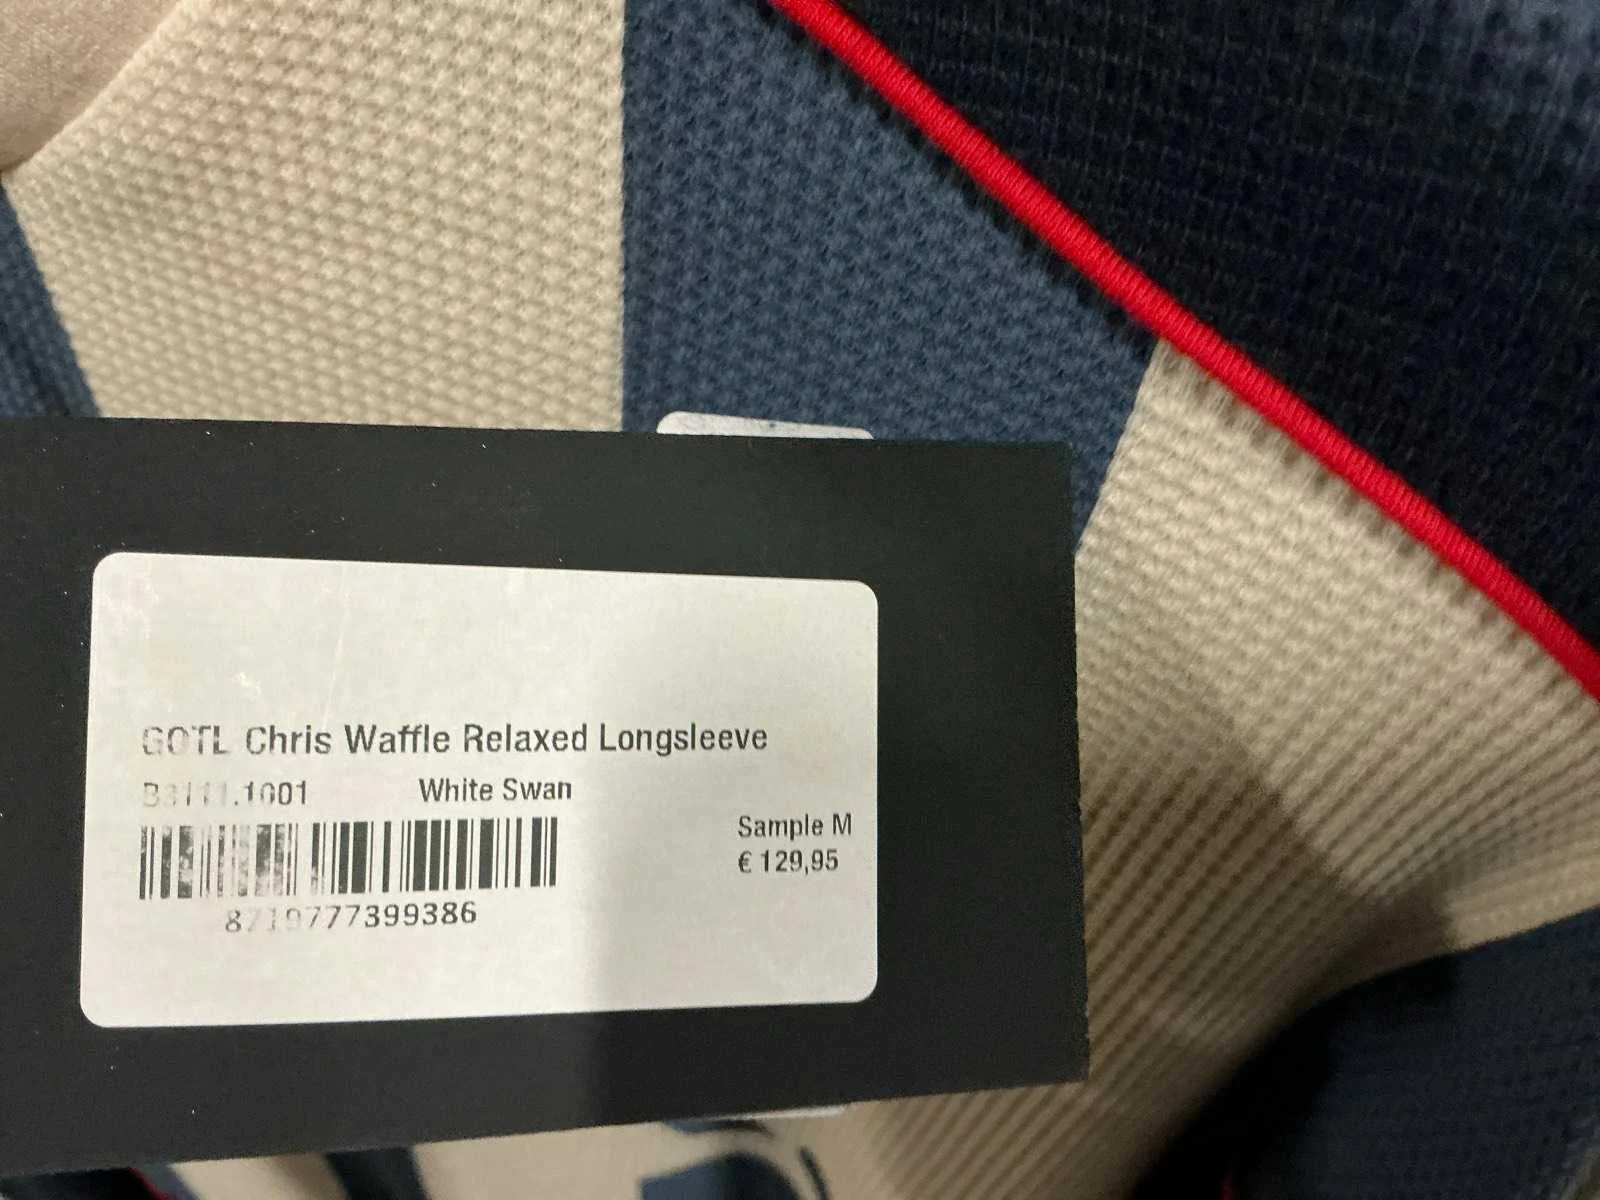 GOTL Chris Waffle Relaxed Longsleeve
White Swan
Sample M
€ 129,95
8719777399386